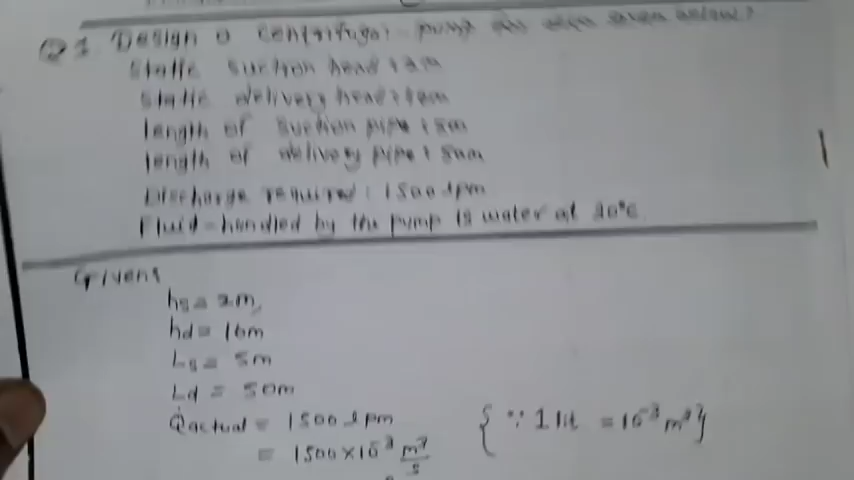 Q1. Design a centrifugal pump
static suction head : 2m
static delivery head :
length of suction pipe : 5m
length of delivery pipe : 50m
Discharge required : 1500 lpm
Fluid-handled by the pump is water at 20°C
Given:
hs = 2m,
hd = 16m
Ls = 5m
Ld = 50m
Qactual = 1500 lpm { ∵ 1 lit = 10⁻³ m³ }
= 1500×10⁻³ m³/s